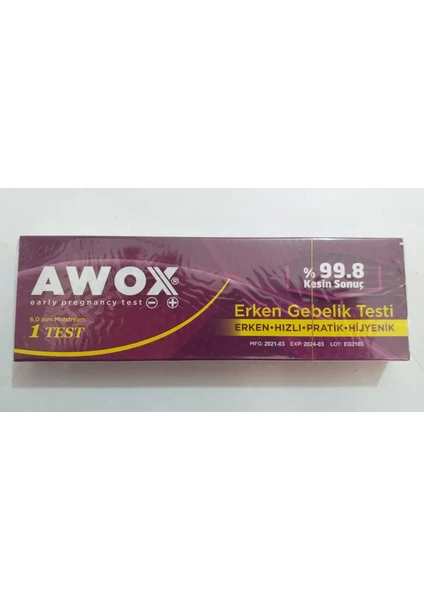 AWOX®
early pregnancy test
6,0 mm Midstream
1 TEST
% 99.8
Kesin Sonuç
Erken Gebelik Testi
ERKEN•HIZLI•PRATİK•HİJYENİK
MFG: 2021-03 EXP: 2024-03 LOT: EG2105